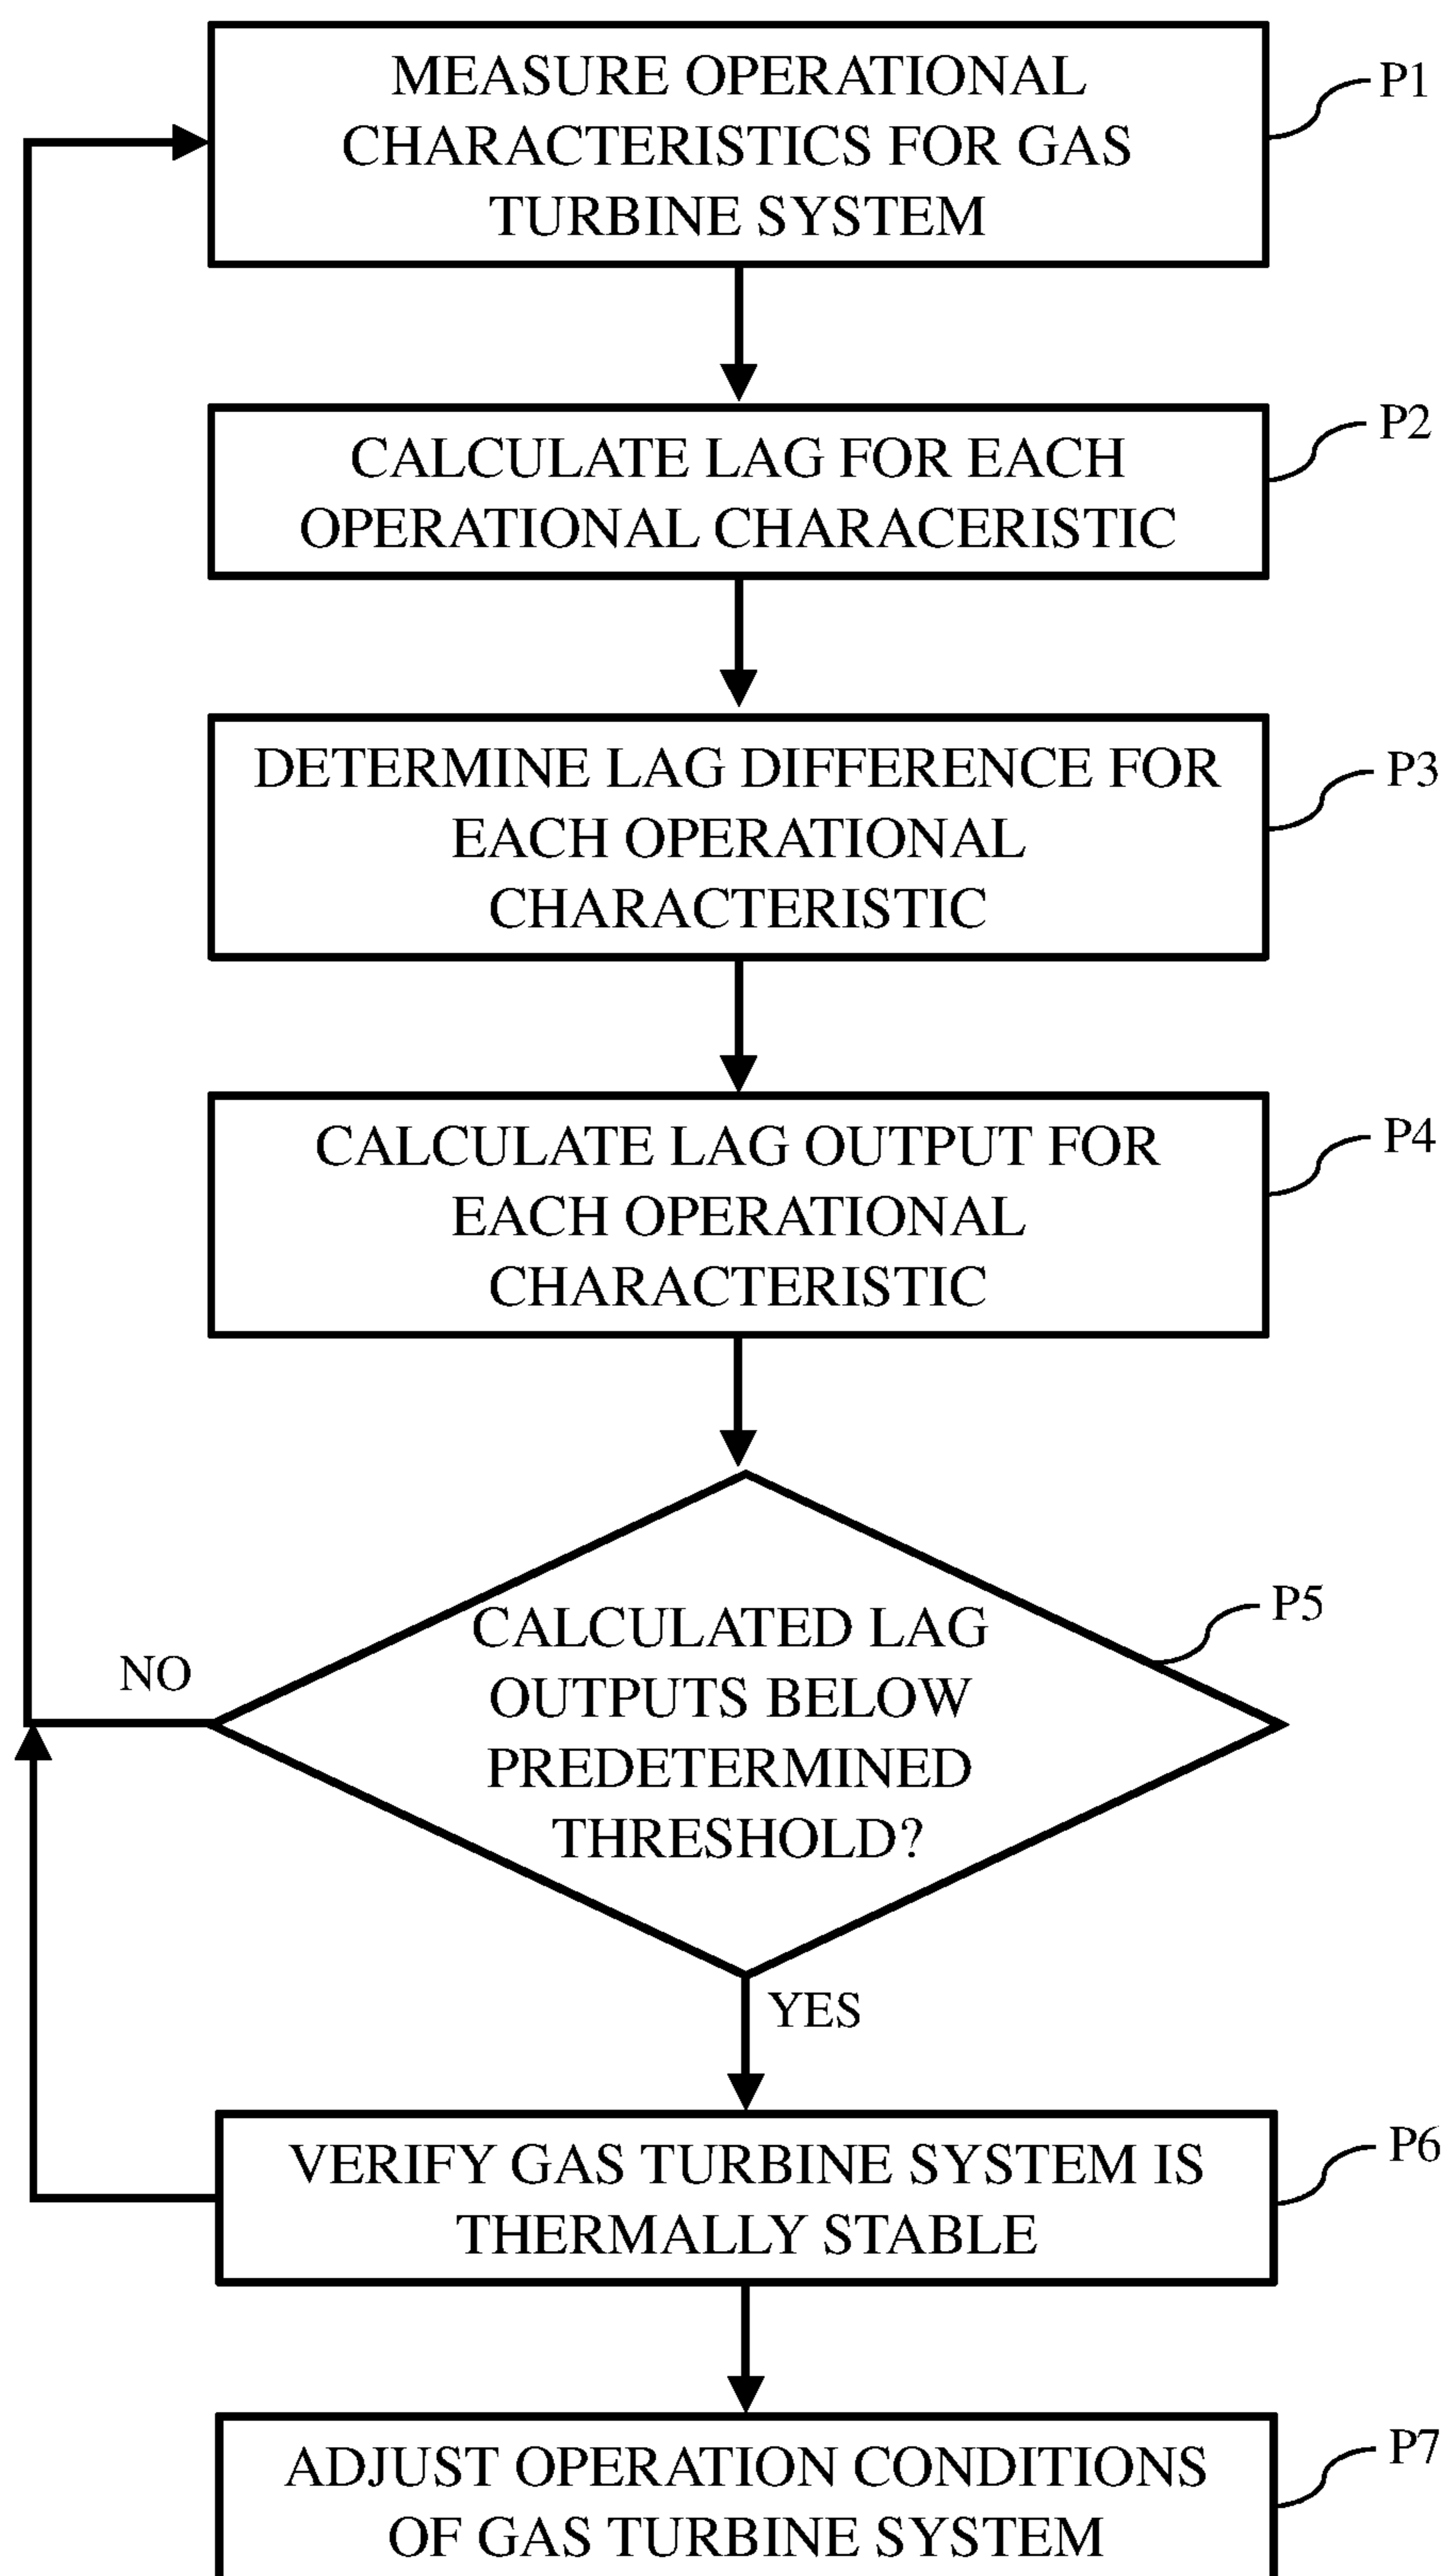 MEASURE OPERATIONAL
CHARACTERISTICS FOR GAS
TURBINE SYSTEM
P1
CALCULATE LAG FOR EACH
OPERATIONAL CHARACERISTIC
P2
DETERMINE LAG DIFFERENCE FOR
EACH OPERATIONAL
CHARACTERISTIC
P3
CALCULATE LAG OUTPUT FOR
EACH OPERATIONAL
CHARACTERISTIC
P4
CALCULATED LAG
OUTPUTS BELOW
PREDETERMINED
THRESHOLD?
P5
NO
YES
VERIFY GAS TURBINE SYSTEM IS
THERMALLY STABLE
P6
ADJUST OPERATION CONDITIONS
OF GAS TURBINE SYSTEM
P7